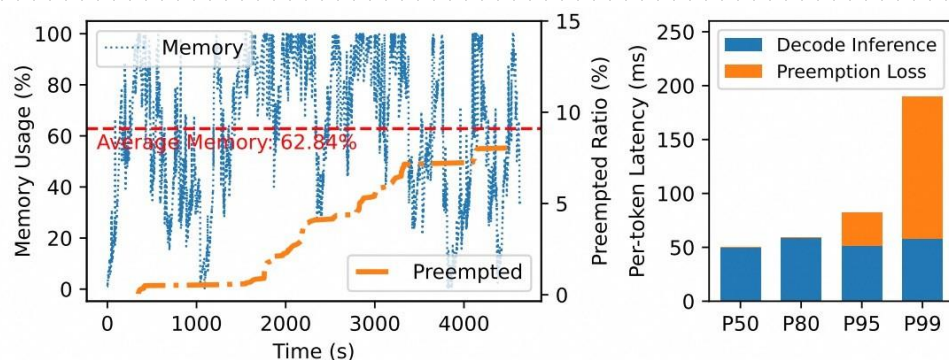 Memory Usage (%)
100
80
60
40
20
0
Memory
Average Memory: 62.84%
Preempted
0
1000
2000
3000
4000
Time (s)
15
10
5
0
Preempted Ratio (%)
Per-token Latency (ms)
250
200
150
100
50
0
Decode Inference
Preemption Loss
P50
P80
P95
P99